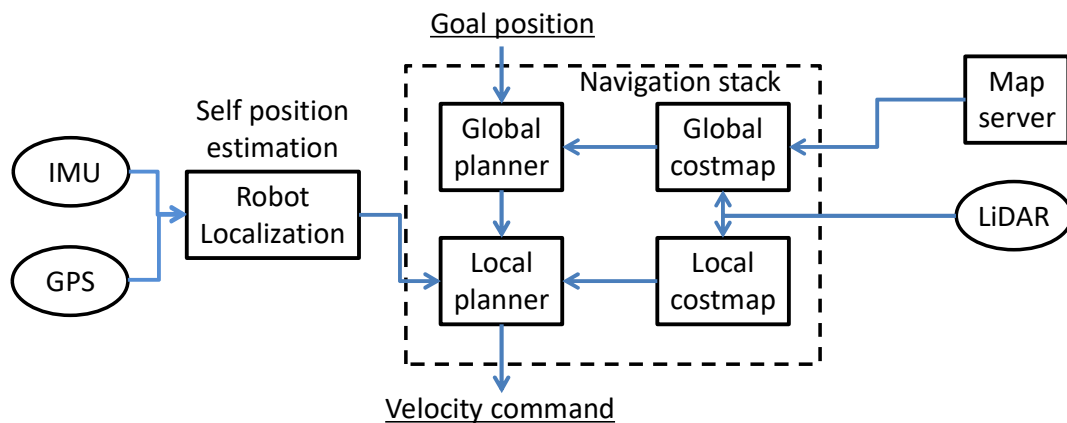 Goal position
Navigation stack
Map
server
Self position
estimation
Global
planner
Global
costmap
IMU
Robot
Localization
LiDAR
GPS
Local
planner
Local
costmap
Velocity command